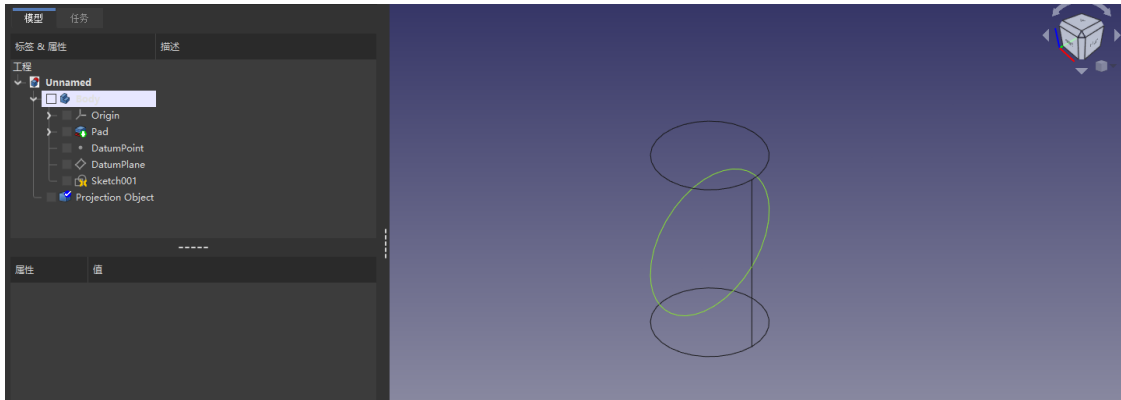 模型 任务
标签 & 属性 描述
工程
Unnamed
Origin
Pad
DatumPoint
DatumPlane
Sketch001
Projection Object
属性 值